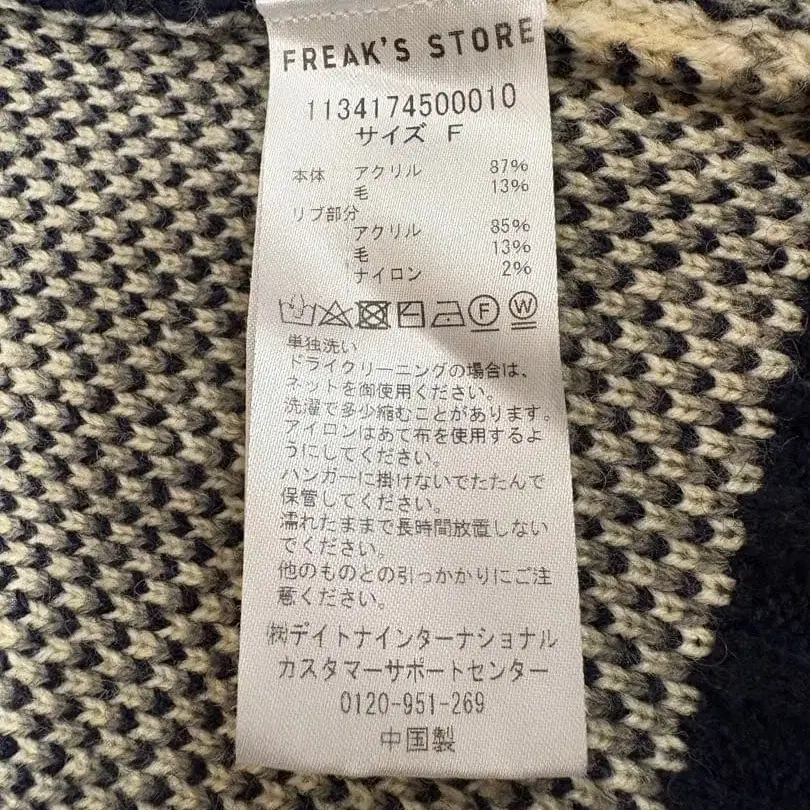 FREAK'S STORE
1134174500010
サイズ F
本体 アクリル 87%
毛 13%
リブ部分
アクリル 85%
毛 13%
ナイロン 2%
F W
単独洗い
ドライクリーニングの場合は、
ネットを御使用ください。
洗濯で多少縮むことがあります。
アイロンはあて布を使用するよ
うにしてください。
ハンガーに掛けないでたたんで
保管してください。
濡れたままで長時間放置しない
でください。
他のものとの引っかかりにご注
意ください。
㈱デイトナインターナショナル
カスタマーサポートセンター
0120-951-269
中国製